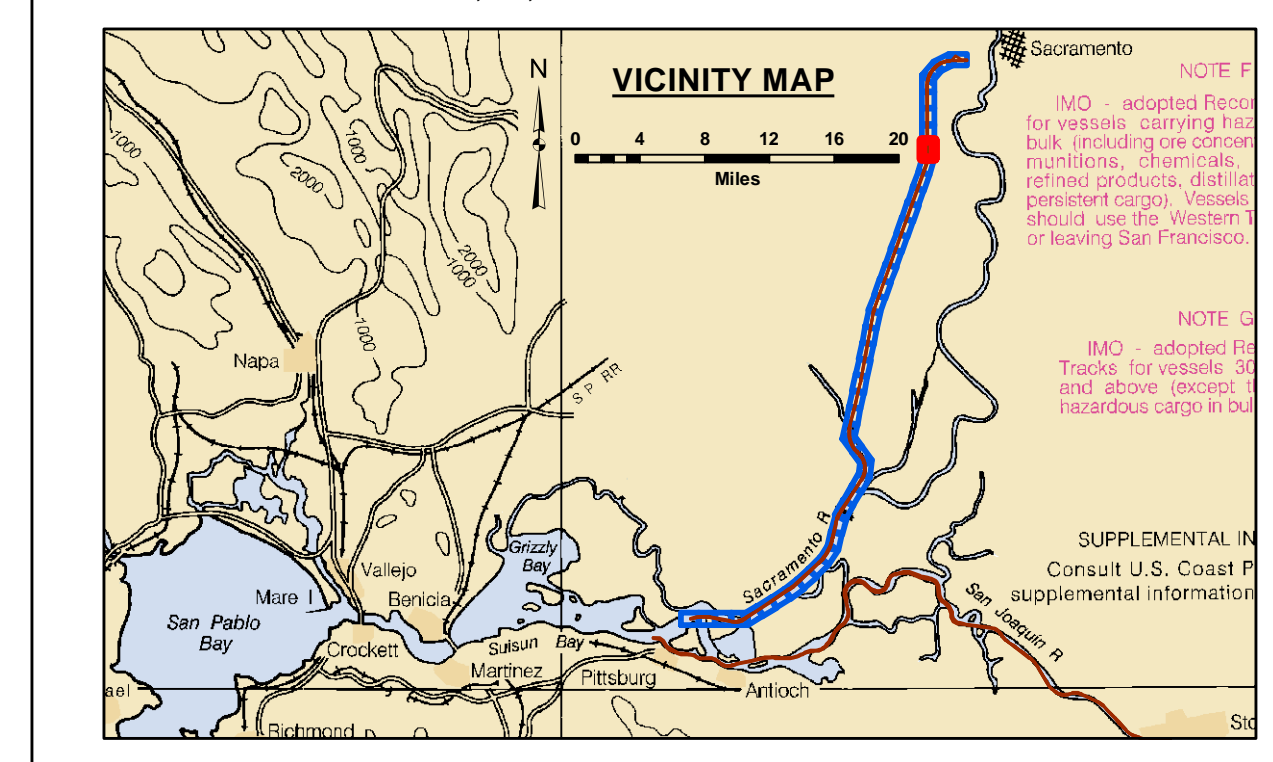 N
VICINITY MAP
0 4 8 12 16 20
Miles
Sacramento
NOTE F
IMO - adopted Recor
for vessels carrying haz
bulk (including ore concen
munitions, chemicals,
refined products, distillat
persistent cargo). Vessels
should use the Western T
or leaving San Francisco.
1000
1000
2000
2000
1000
1000
NOTE G
IMO - adopted Re
Tracks for vessels 30
and above (except t
hazardous cargo in bul
Napa
S P RR
Grizzly
Bay
Sacramento R
SUPPLEMENTAL IN
Consult U.S. Coast P
supplemental information
Vallejo
Mare I
Benicia
San Pablo
Bay
Crockett
Suisun Bay
Martinez
Pittsburg
Antioch
San Joaquin R
ael
Richmond
Sto